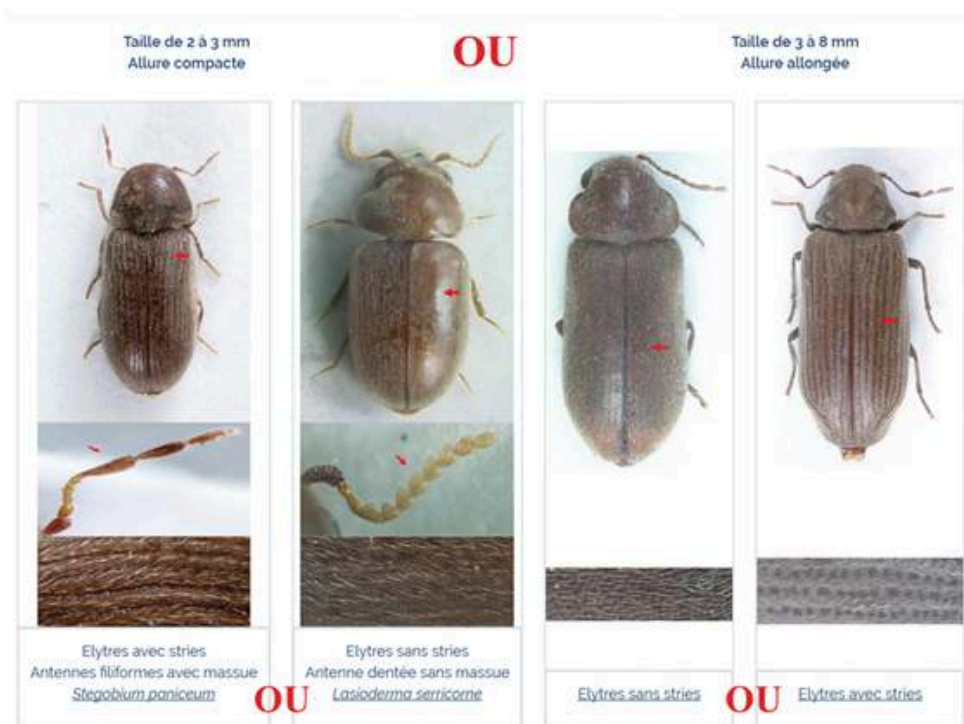 Taille de 2 à 3 mm
Allure compacte
OU
Taille de 3 à 8 mm
Allure allongée
Elytres avec stries
Antennes filiformes avec massue
Stegobium paniceum
OU
Elytres sans stries
Antenne dentée sans massue
Lasioderma serricorne
Elytres sans stries
OU
Elytres avec stries